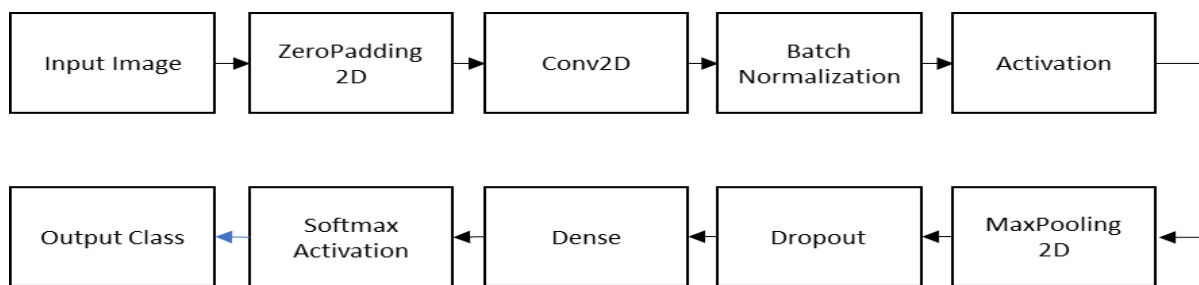 Input Image
ZeroPadding
2D
Conv2D
Batch
Normalization
Activation
Output Class
Softmax
Activation
Dense
Dropout
MaxPooling
2D